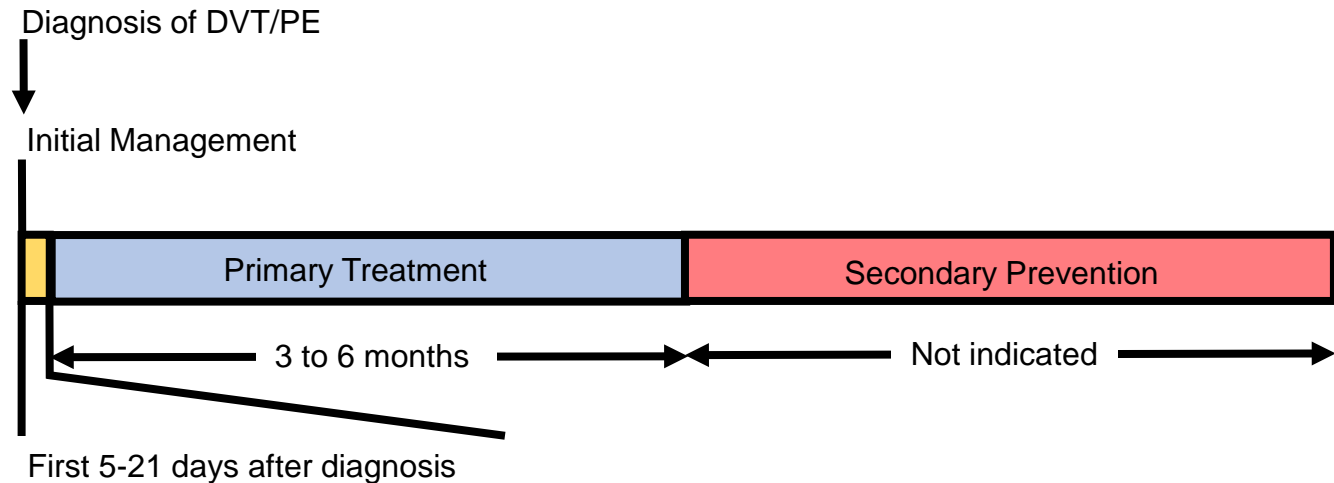 Diagnosis of DVT/PE
Initial Management
Primary Treatment
Secondary Prevention
3 to 6 months
Not indicated
First 5-21 days after diagnosis